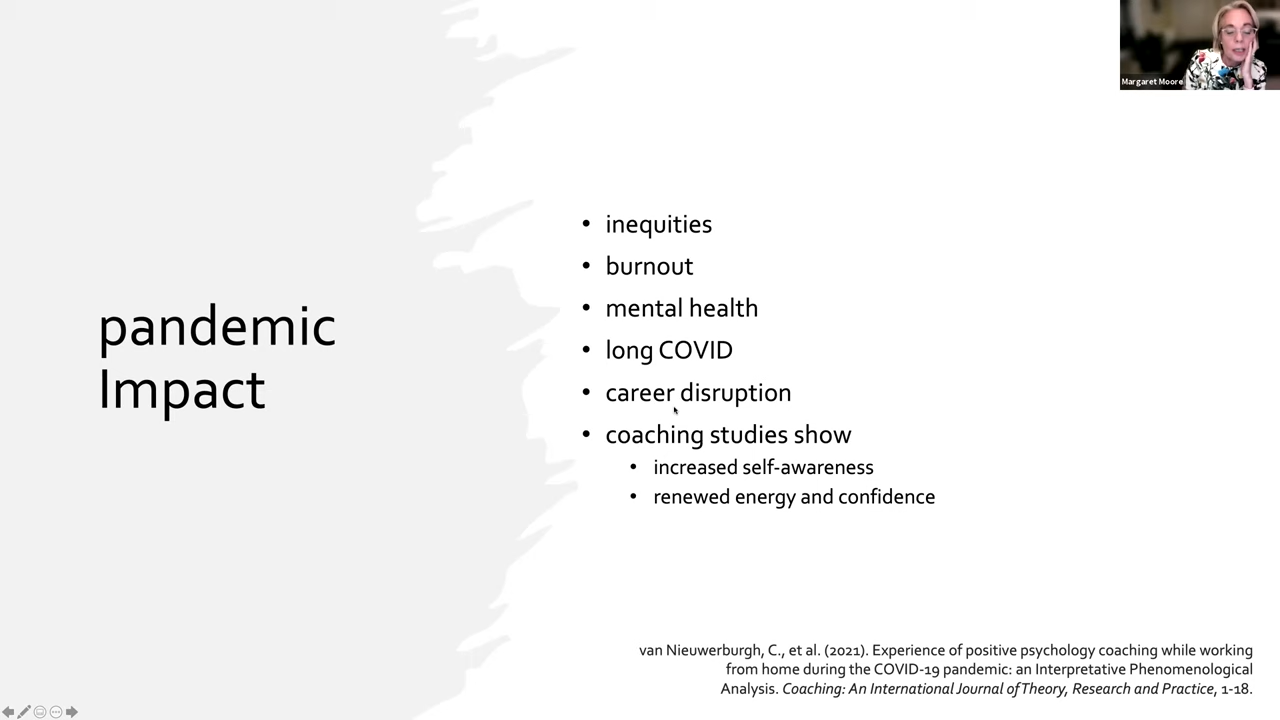 Margaret Moore
pandemic
Impact
• inequities
• burnout
• mental health
• long COVID
• career disruption
• coaching studies show
• increased self-awareness
• renewed energy and confidence
van Nieuwerburgh, C., et al. (2021). Experience of positive psychology coaching while working
from home during the COVID-19 pandemic: an Interpretative Phenomenological
Analysis. Coaching: An International Journal of Theory, Research and Practice, 1-18.